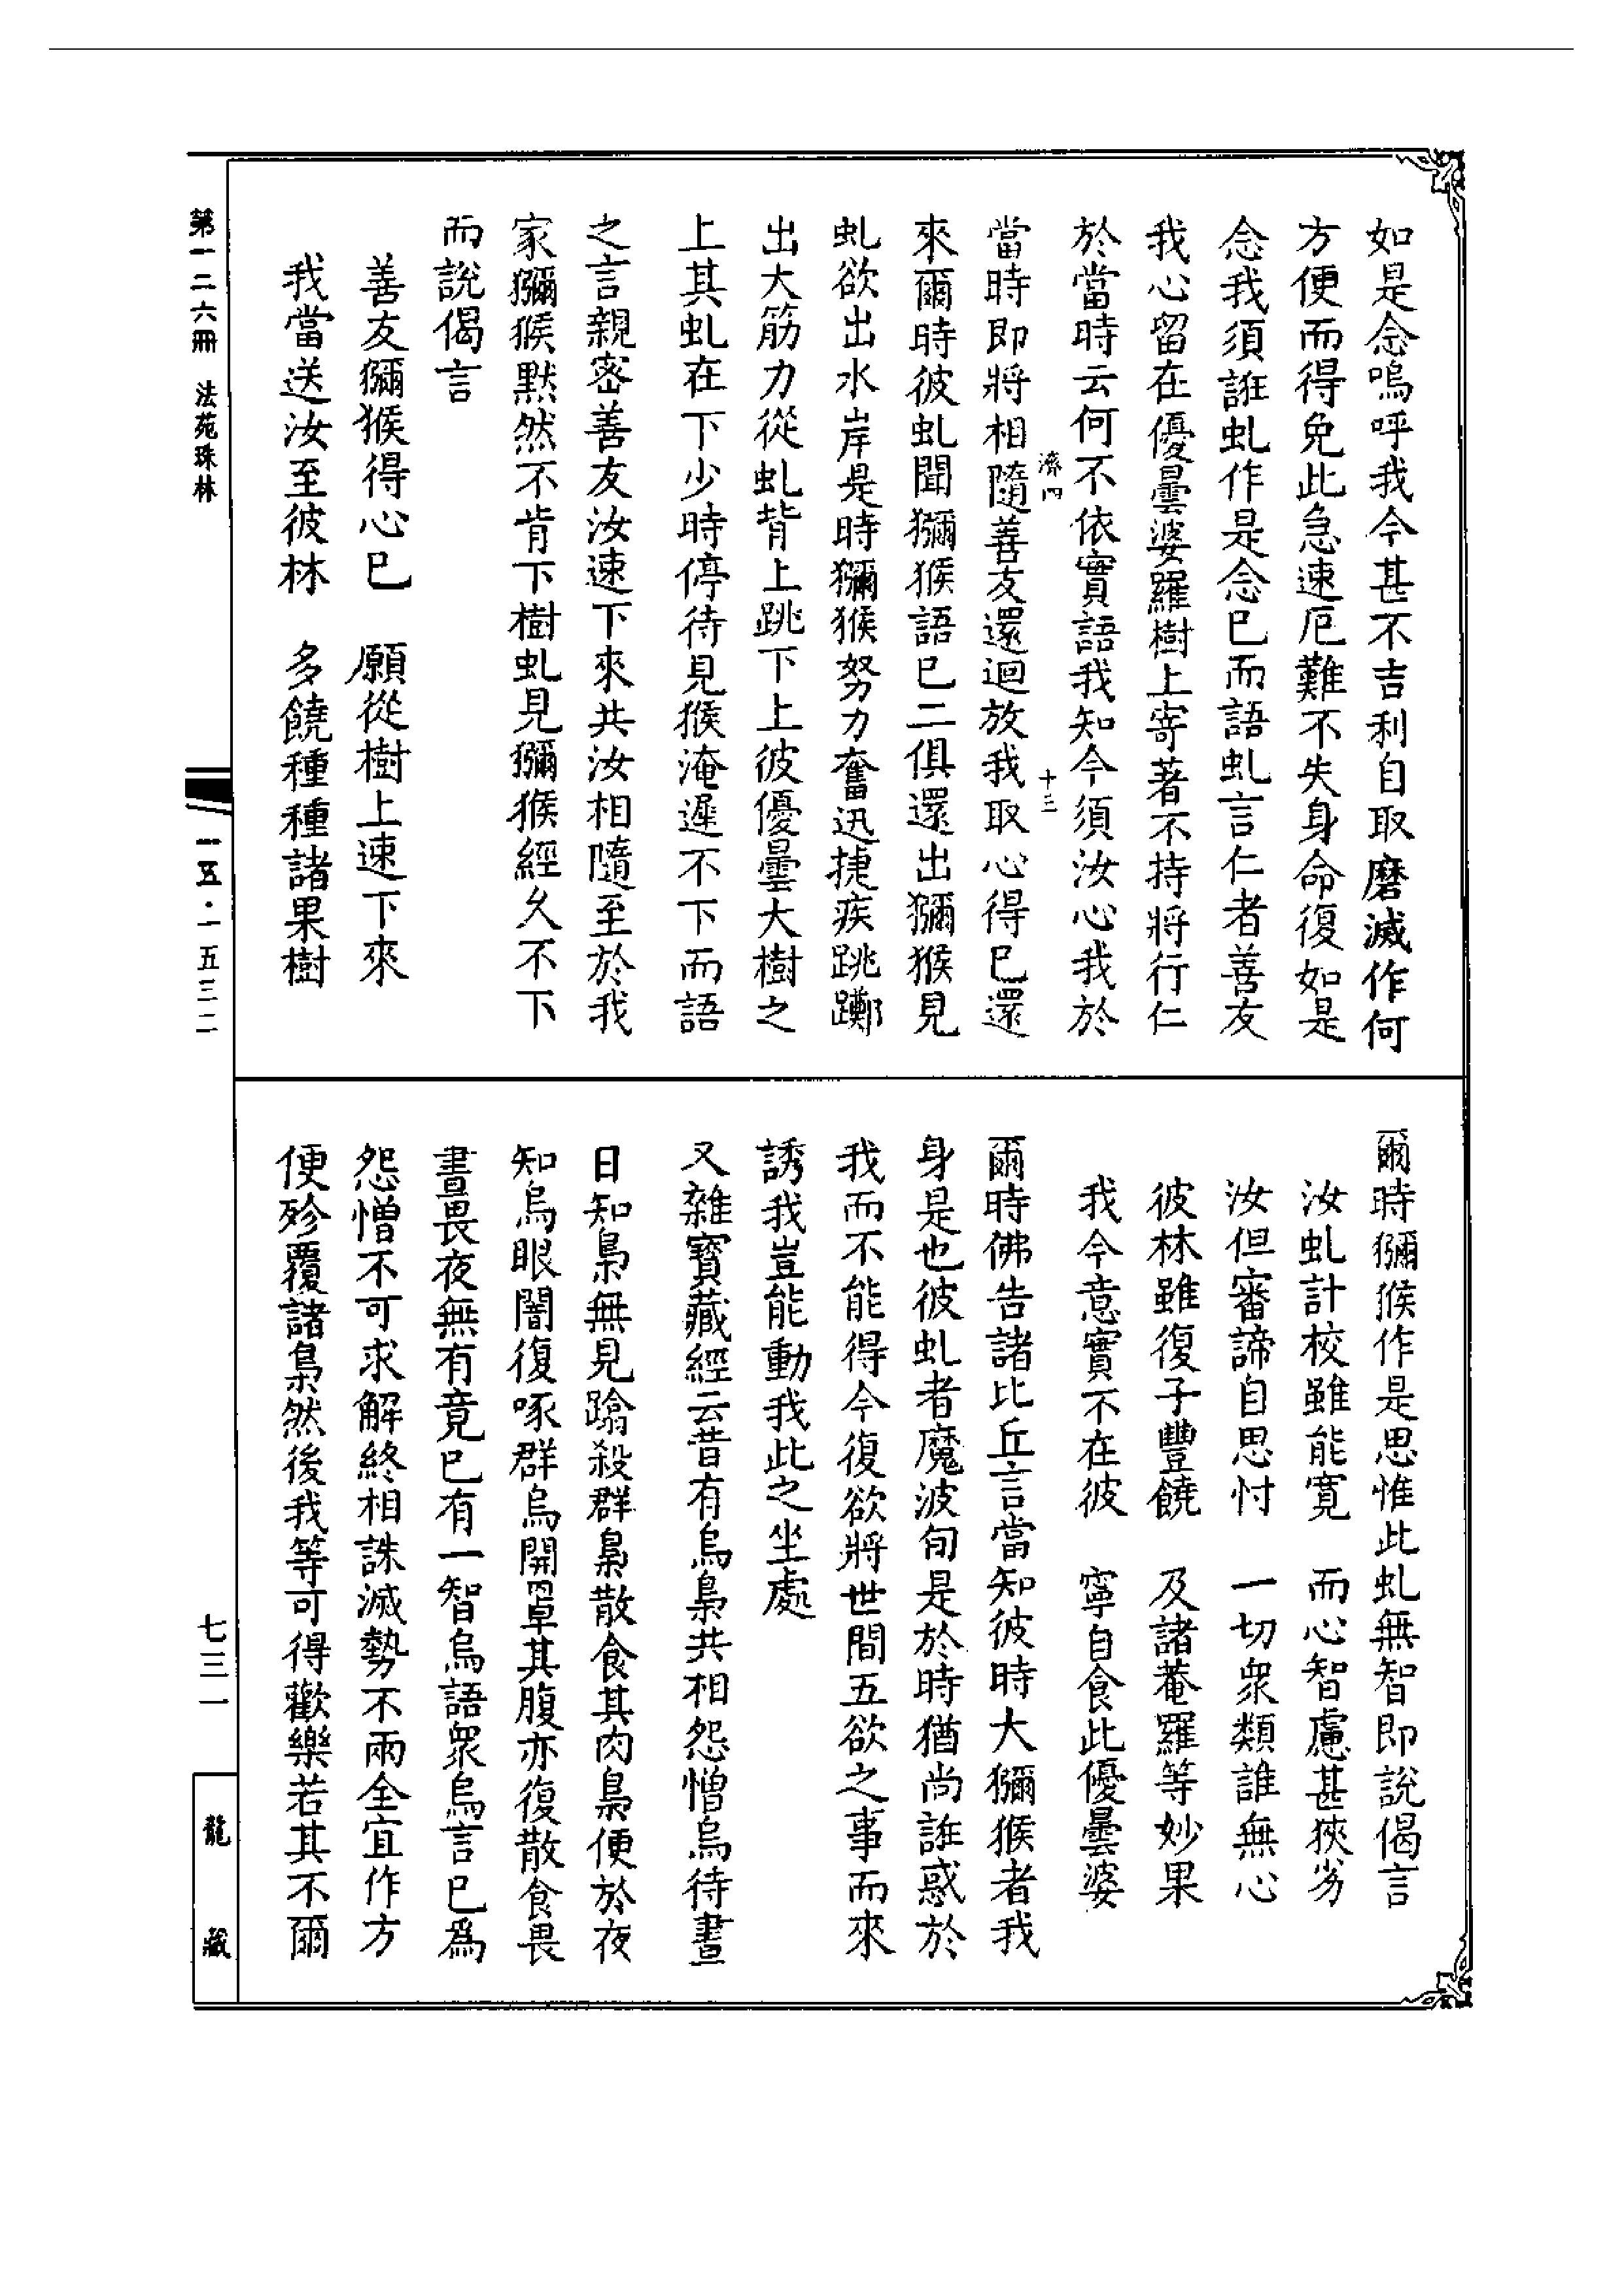 如是念嗚呼我今甚不吉利自取磨滅作何
方便而得免此急速厄難不失身命復如是
念我須誑虬作是念已而語虬言仁者善友
我心留在優曇婆羅樹上寄著不持將行仁
於當時云何不依實語我知今須汝心我於
濟四 十三
當時即將相隨善友還迴放我取心得已還
來爾時彼虬聞獼猴語已二俱還出獼猴見
虬欲出水岸是時獼猴努力奮迅捷疾跳躑
出大筋力從虬背上跳下上彼優曇大樹之
上其虬在下少時停待見猴淹遲不下而語
之言親密善友汝速下來共汝相隨至於我
家獼猴默然不肯下樹虬見獼猴經久不下
而說偈言
善友獼猴得心已 願從樹上速下來
我當送汝至彼林 多饒種種諸果樹
爾時獼猴作是思惟此虬無智即說偈言
汝虬計校雖能寬 而心智慮甚狹劣
汝但審諦自思忖 一切衆類誰無心
彼林雖復子豐饒 及諸菴羅等妙果
我今意實不在彼 寧自食此優曇婆
爾時佛告諸比丘言當知彼時大獼猴者我
身是也彼虬者魔波旬是於時猶尚誑惑於
我而不能得今復欲將世間五欲之事而來
誘我豈能動我此之坐處
又雜寶藏經云昔有烏梟共相怨憎烏待晝
日知梟無見蹹殺群梟散食其肉梟便於夜
知烏眼闇復啄群烏開罩其腹亦復散食畏
晝畏夜無有竟已有一智烏語衆烏言已為
怨憎不可求解終相誅滅勢不兩全宜作方
便殄覆諸梟然後我等可得歡樂若其不爾
第一二六冊 法苑珠林
一五·一五三二
七三一
龍藏